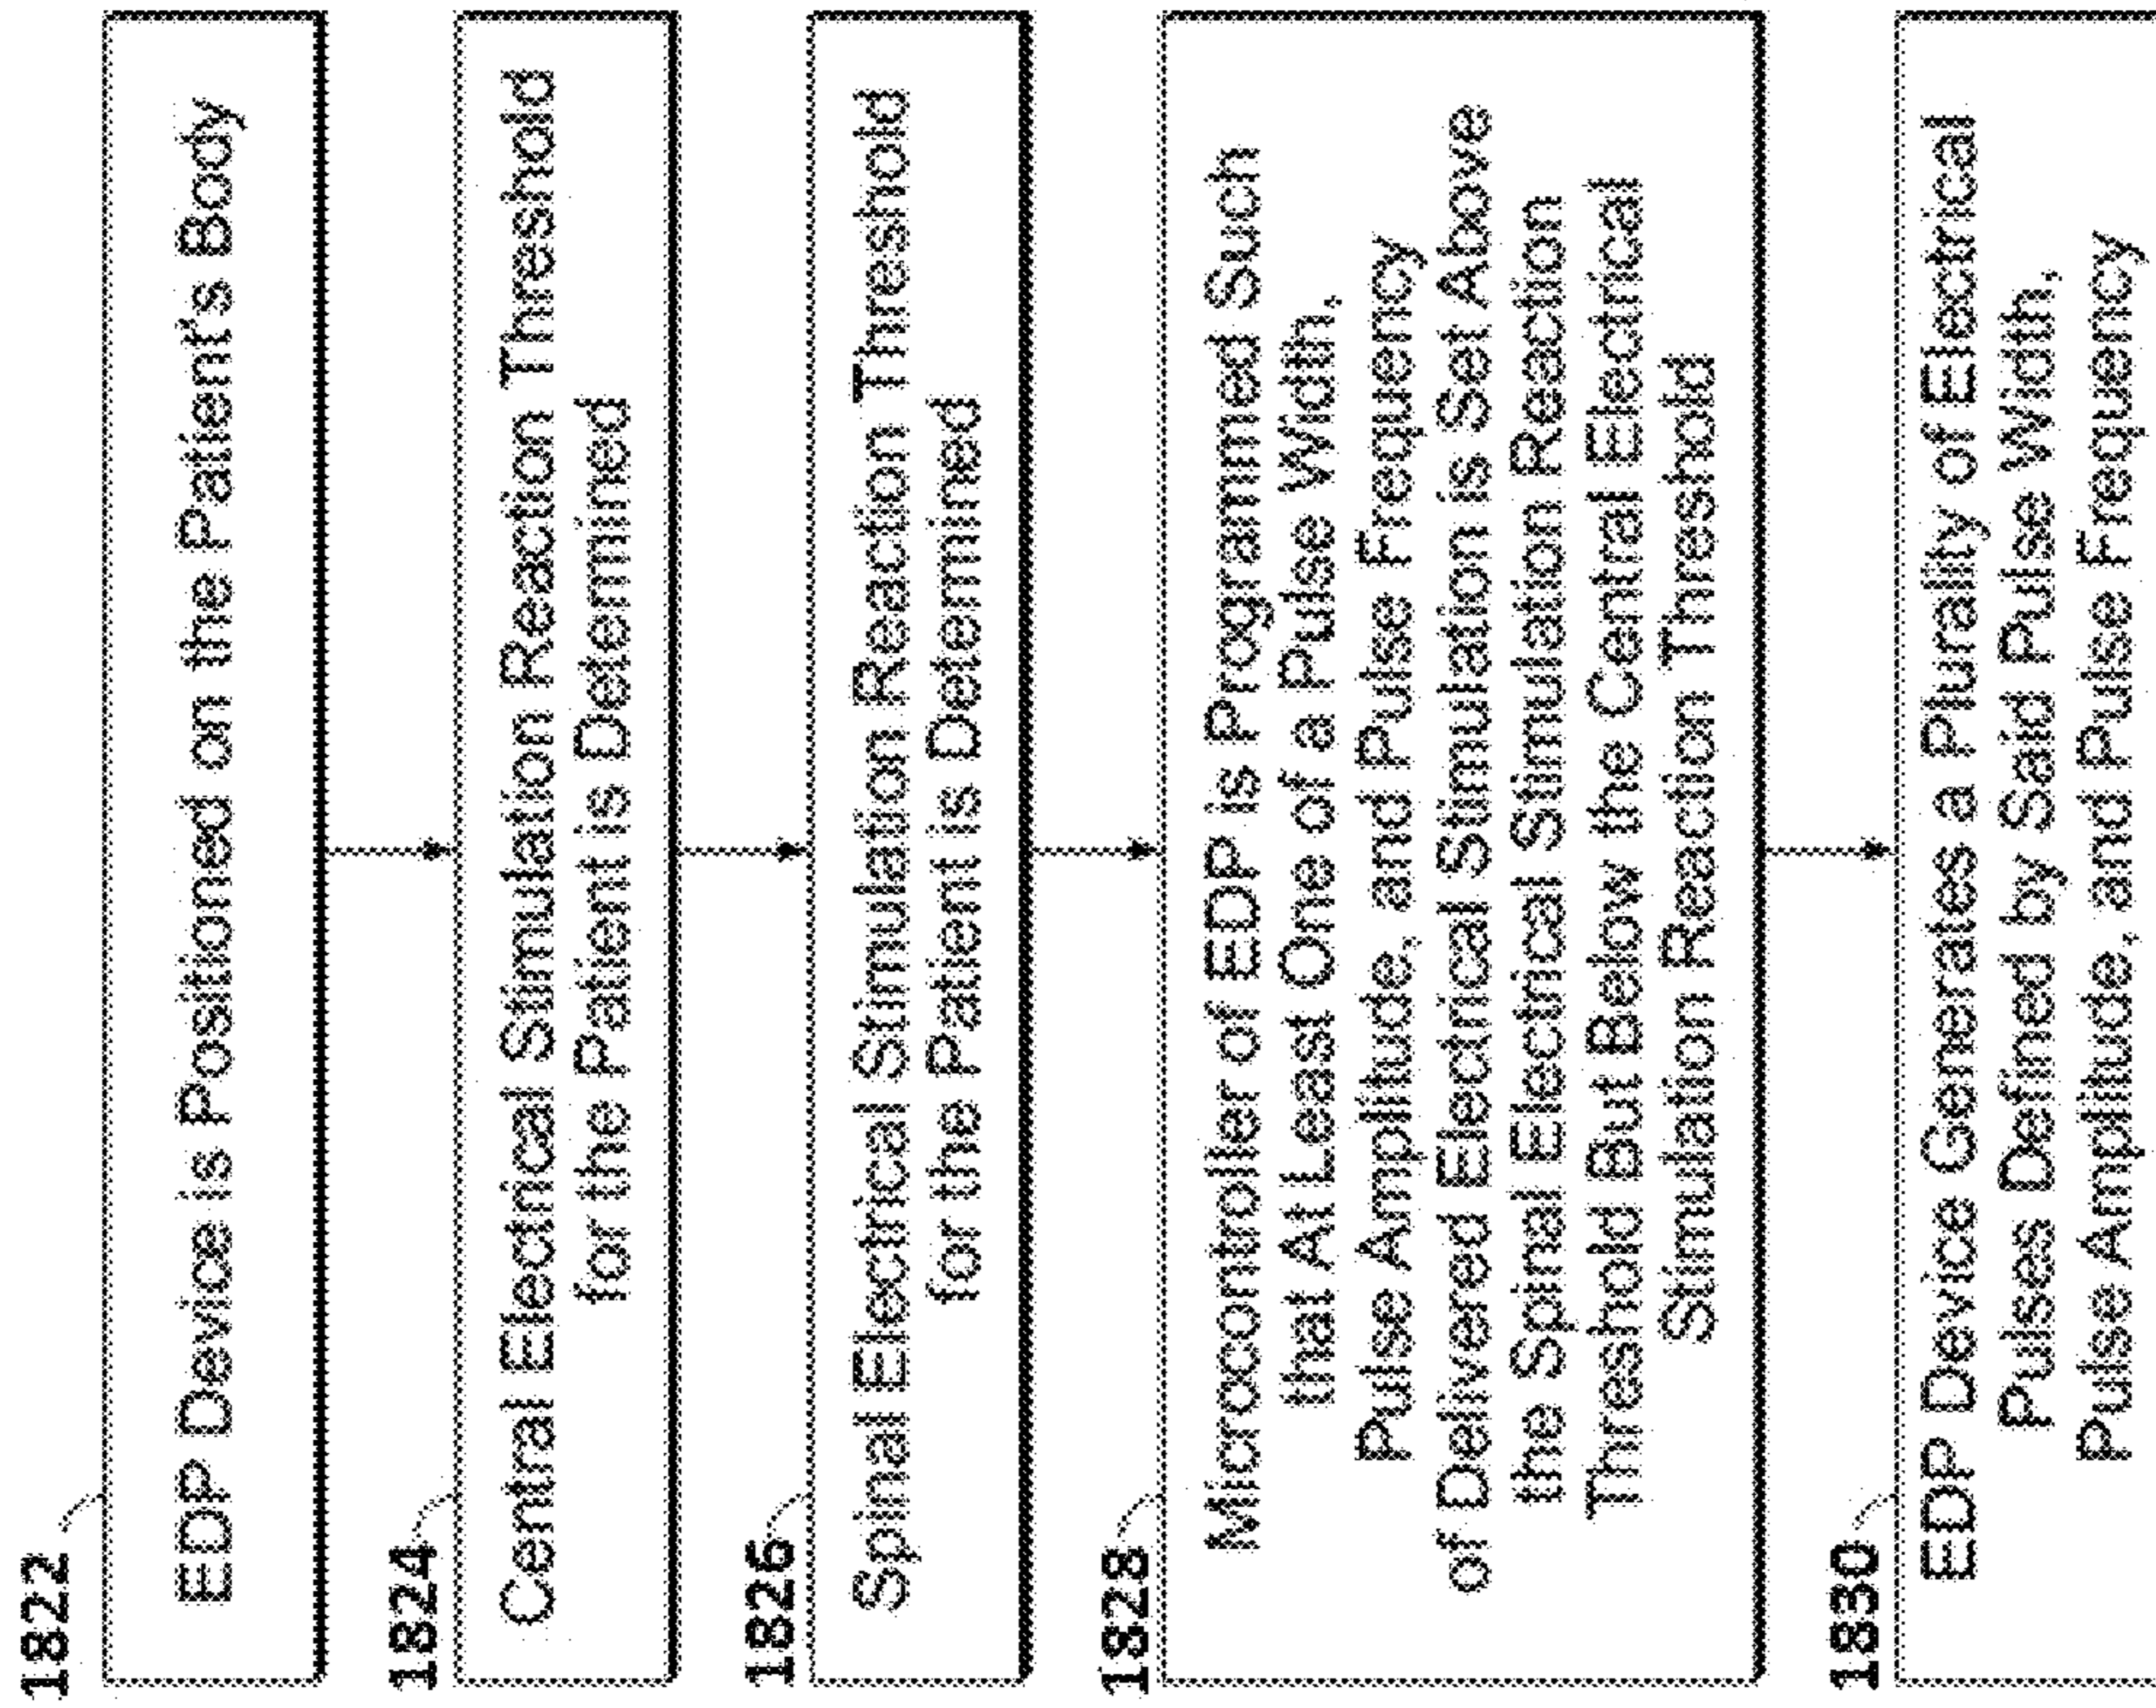 1822
EDP Device is Positioned on the Patient's Body
1824
Central Electrical Stimulation Reaction Threshold
for the Patient is Determined
1826
Spinal Electrical Stimulation Reaction Threshold
for the Patient is Determined
1828
Microcontroller of EDP is Programmed Such
that At Least One of a Pulse Width,
Pulse Amplitude, and Pulse Frequency
of Delivered Electrical Stimulation is Set Above
the Spinal Electrical Stimulation Reaction
Threshold But Below the Central Electrical
Stimulation Reaction Threshold
1830
EDP Device Generates a Plurality of Electrical
Pulses Defined by Said Pulse Width,
Pulse Amplitude, and Pulse Frequency